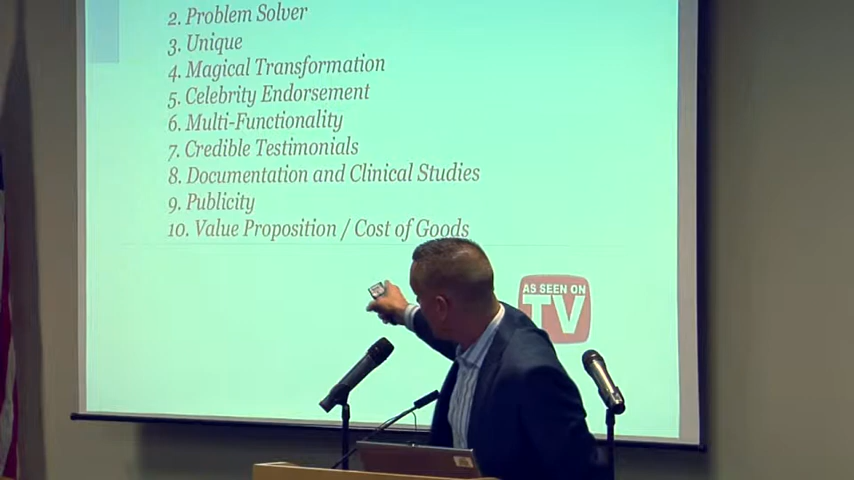 2. Problem Solver
3. Unique
4. Magical Transformation
5. Celebrity Endorsement
6. Multi-Functionality
7. Credible Testimonials
8. Documentation and Clinical Studies
9. Publicity
10. Value Proposition / Cost of Goods
AS SEEN ON
TV